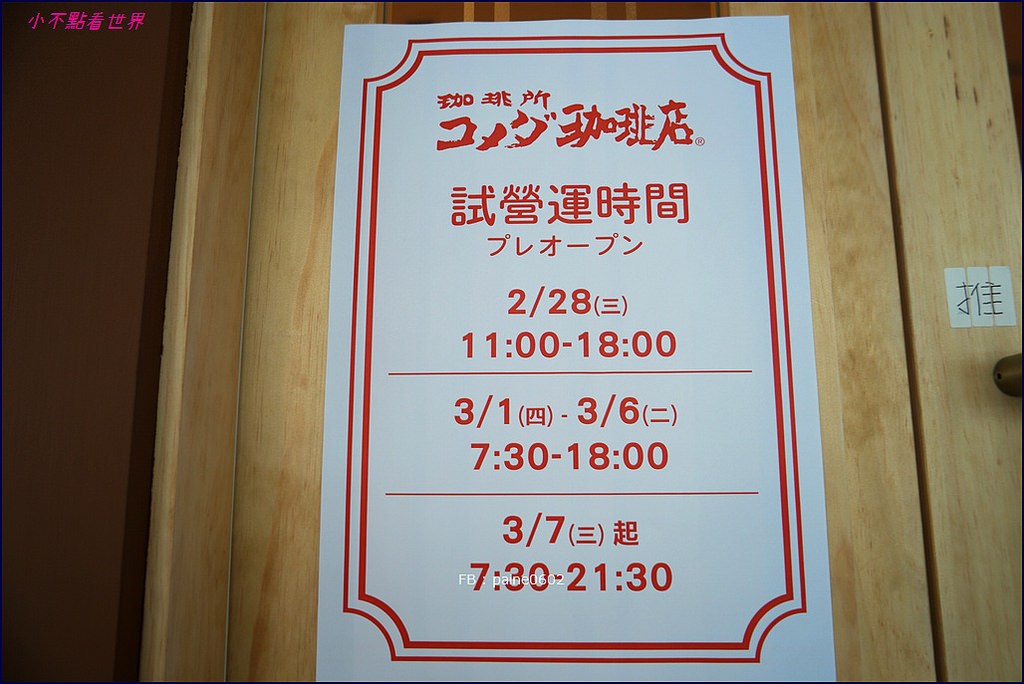 小不點看世界
珈琲所
コメダ珈琲店®
試營運時間
プレオープン
2/28(三)
11:00-18:00
3/1(四) - 3/6(二)
7:30-18:00
3/7(三) 起
7:30-21:30
FB : paine0602
推